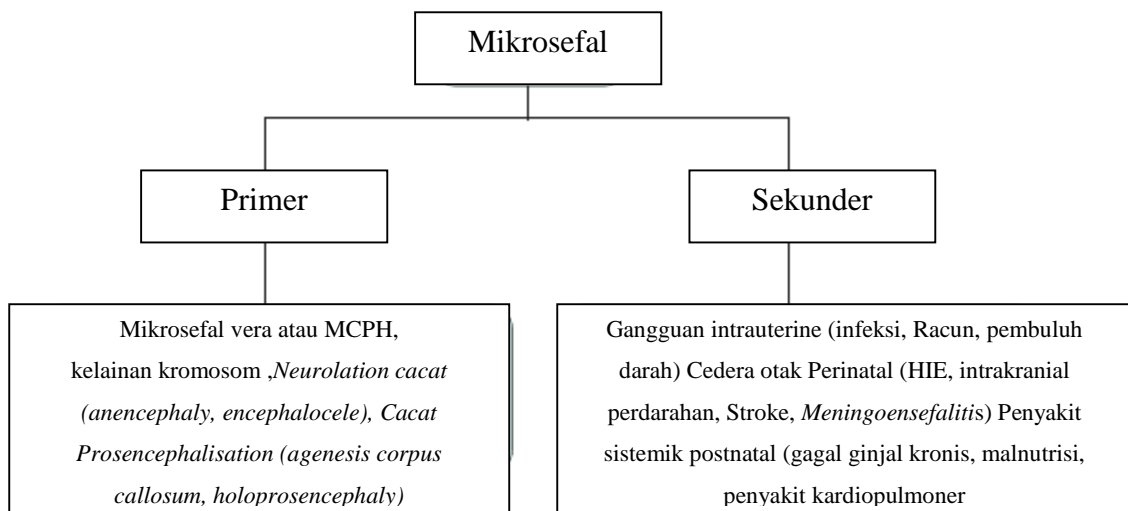 Mikrosefal
Primer
Sekunder
Mikrosefal vera atau MCPH,
kelainan kromosom ,Neurolation cacat
(anencephaly, encephalocele), Cacat
Prosencephalisation (agenesis corpus
callosum, holoprosencephaly)
Gangguan intrauterine (infeksi, Racun, pembuluh
darah) Cedera otak Perinatal (HIE, intrakranial
perdarahan, Stroke, Meningoensefalitis) Penyakit
sistemik postnatal (gagal ginjal kronis, malnutrisi,
penyakit kardiopulmoner